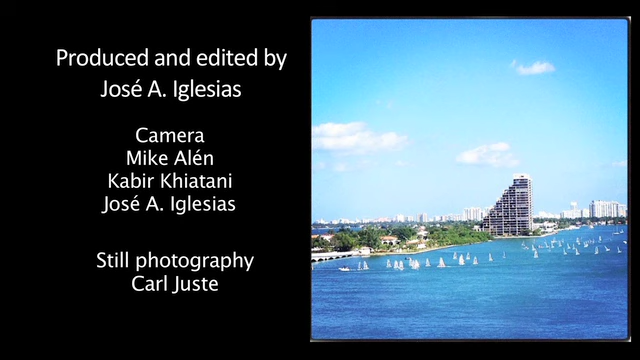 Produced and edited by
José A. Iglesias
Camera
Mike Alén
Kabir Khiatani
José A. Iglesias
Still photography
Carl Juste